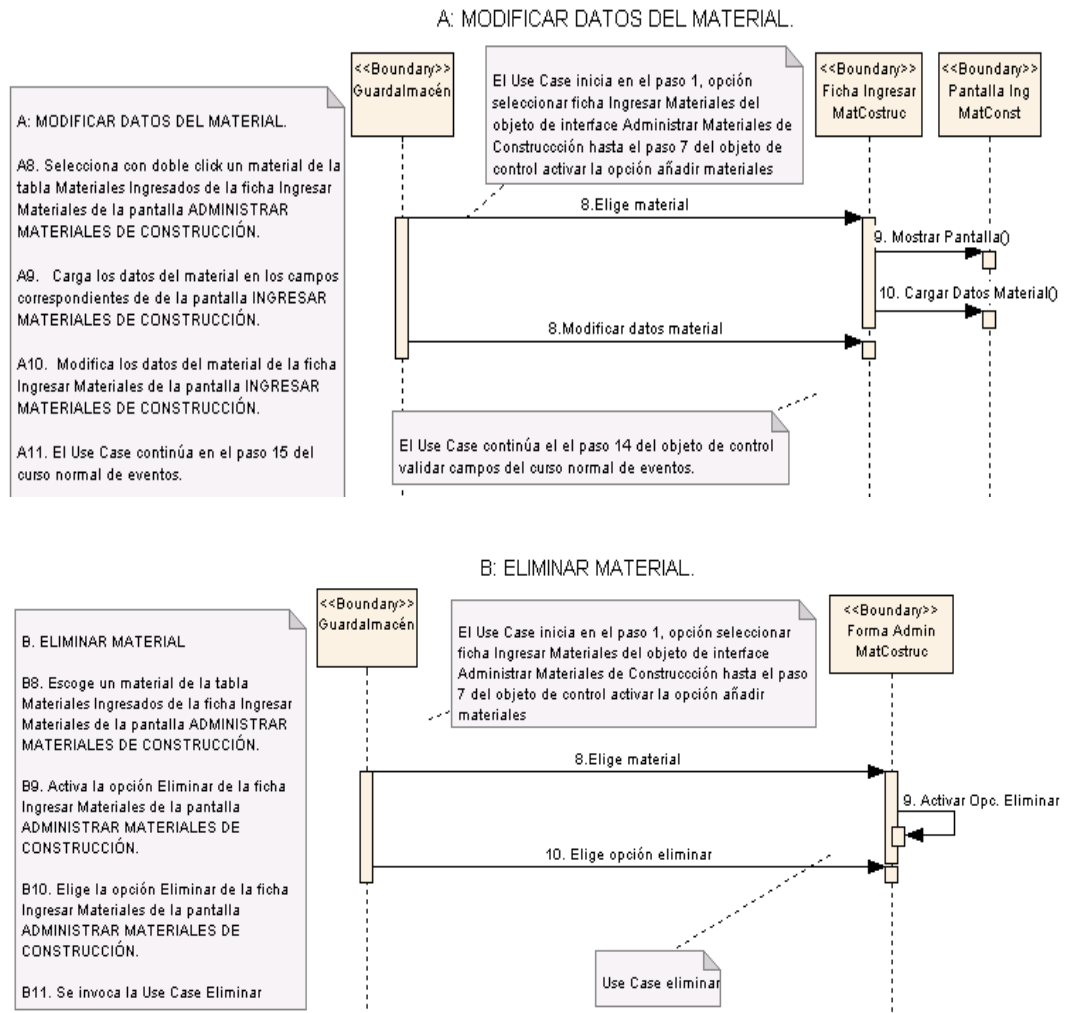 A: MODIFICAR DATOS DEL MATERIAL.
A: MODIFICAR DATOS DEL MATERIAL.
A8. Selecciona con doble click un material de la
tabla Materiales Ingresados de la ficha Ingresar
Materiales de la pantalla ADMINISTRAR
MATERIALES DE CONSTRUCCIÓN.
A9. Carga los datos del material en los campos
correspondientes de de la pantalla INGRESAR
MATERIALES DE CONSTRUCCIÓN.
A10. Modifica los datos del material de la ficha
Ingresar Materiales de la pantalla INGRESAR
MATERIALES DE CONSTRUCCIÓN.
A11. El Use Case continúa en el paso 15 del
curso normal de eventos.
<<Boundary>>
Guardalmacén
El Use Case inicia en el paso 1, opción
seleccionar ficha Ingresar Materiales del
objeto de interface Administrar Materiales de
Construccción hasta el paso 7 del objeto de
control activar la opción añadir materiales
<<Boundary>>
Ficha Ingresar
MatCostruc
<<Boundary>>
Pantalla Ing
MatConst
8.Elige material
9. Mostrar Pantalla()
10. Cargar Datos Material()
8.Modificar datos material
El Use Case continúa el el paso 14 del objeto de control
validar campos del curso normal de eventos.
B: ELIMINAR MATERIAL.
B. ELIMINAR MATERIAL
B8. Escoge un material de la tabla
Materiales Ingresados de la ficha Ingresar
Materiales de la pantalla ADMINISTRAR
MATERIALES DE CONSTRUCCIÓN.
B9. Activa la opción Eliminar de la ficha
Ingresar Materiales de la pantalla
ADMINISTRAR MATERIALES DE
CONSTRUCCIÓN.
B10. Elige la opción Eliminar de la ficha
Ingresar Materiales de la pantalla
ADMINISTRAR MATERIALES DE
CONSTRUCCIÓN.
B11. Se invoca la Use Case Eliminar
<<Boundary>>
Guardalmacén
El Use Case inicia en el paso 1, opción seleccionar
ficha Ingresar Materiales del objeto de interface
Administrar Materiales de Construccción hasta el paso
7 del objeto de control activar la opción añadir
materiales
<<Boundary>>
Forma Admin
MatCostruc
8.Elige material
9. Activar Opc. Eliminar
10. Elige opción eliminar
Use Case eliminar